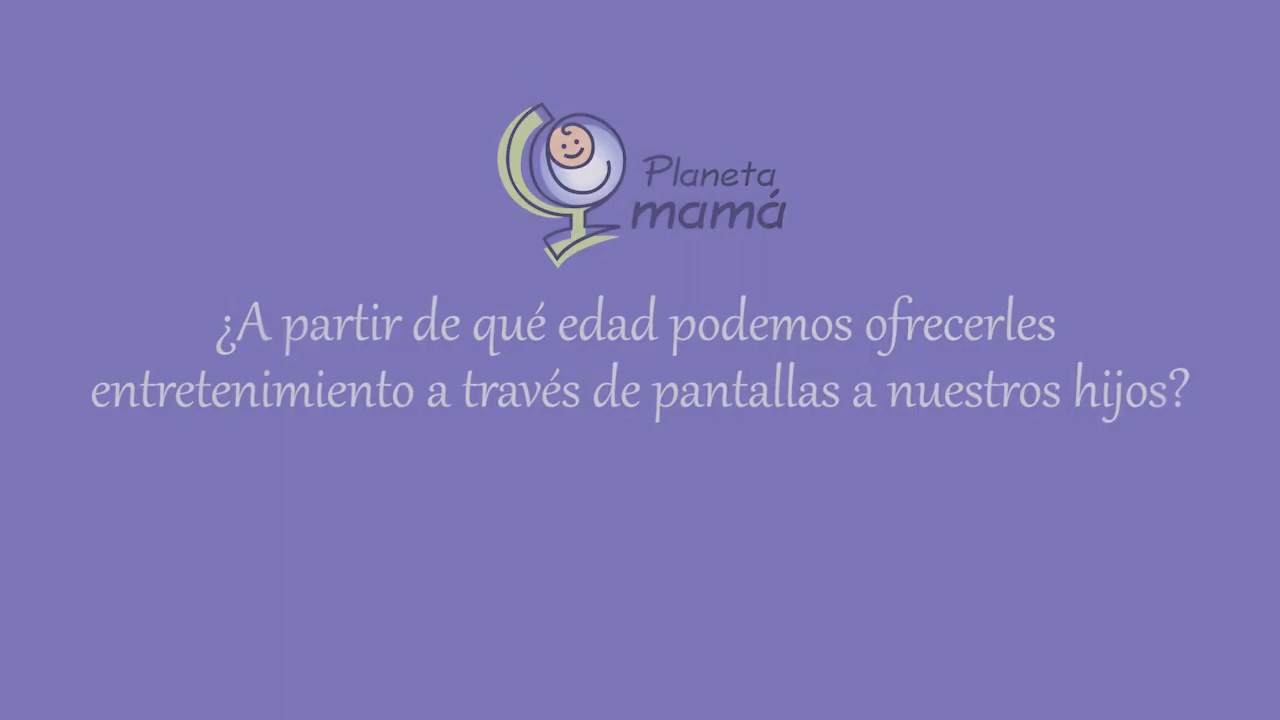 Planeta
mamá
¿A partir de qué edad podemos ofrecerles
entretenimiento a través de pantallas a nuestros hijos?